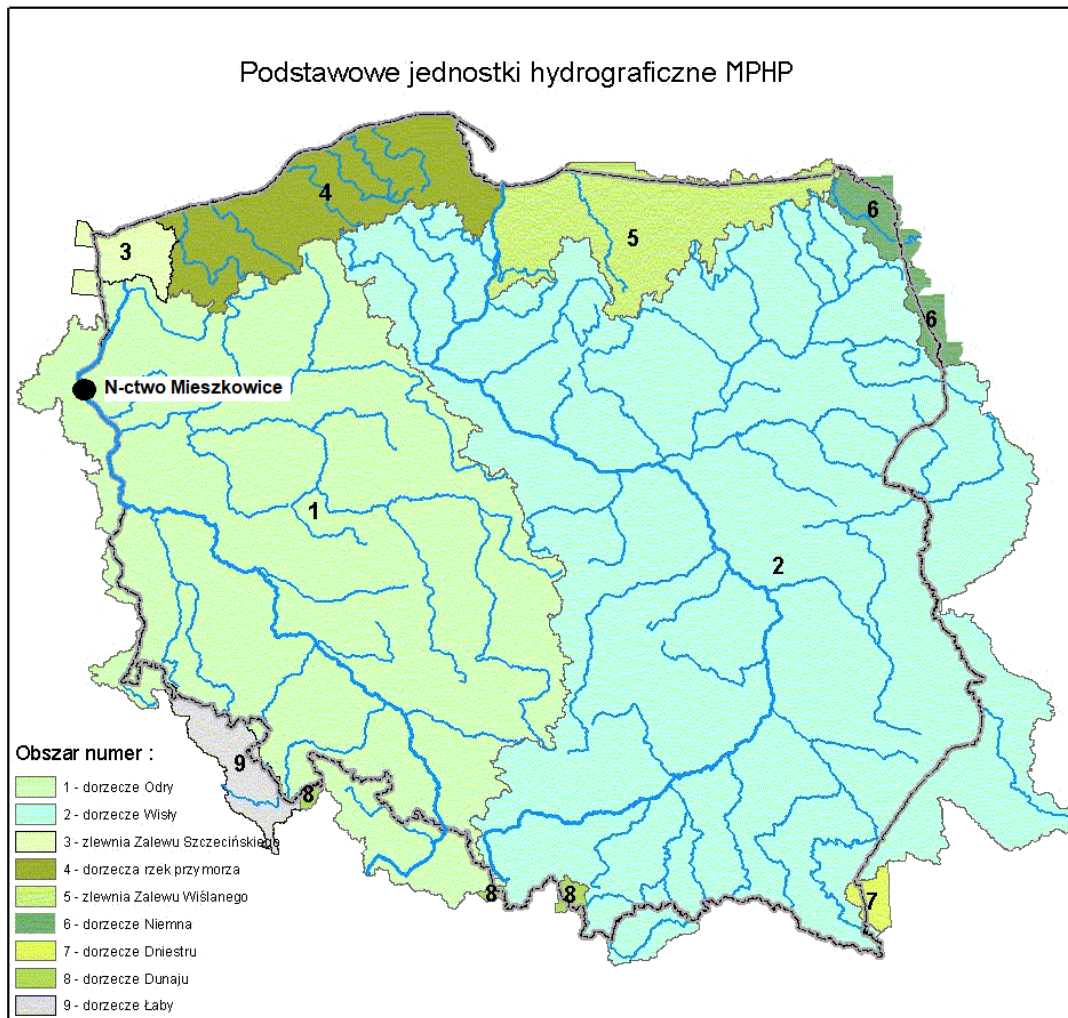 Podstawowe jednostki hydrograficzne MPHP
4
3
5
6
6
N-ctwo Mieszkowice
1
2
9
8
8
8
7
Obszar numer :
1 - dorzecze Odry
2 - dorzecze Wisły
3 - zlewnia Zalewu Szczecińskiego
4 - dorzecza rzek przymorza
5 - zlewnia Zalewu Wiślanego
6 - dorzecze Niemna
7 - dorzecze Dniestru
8 - dorzecze Dunaju
9 - dorzecze Łaby